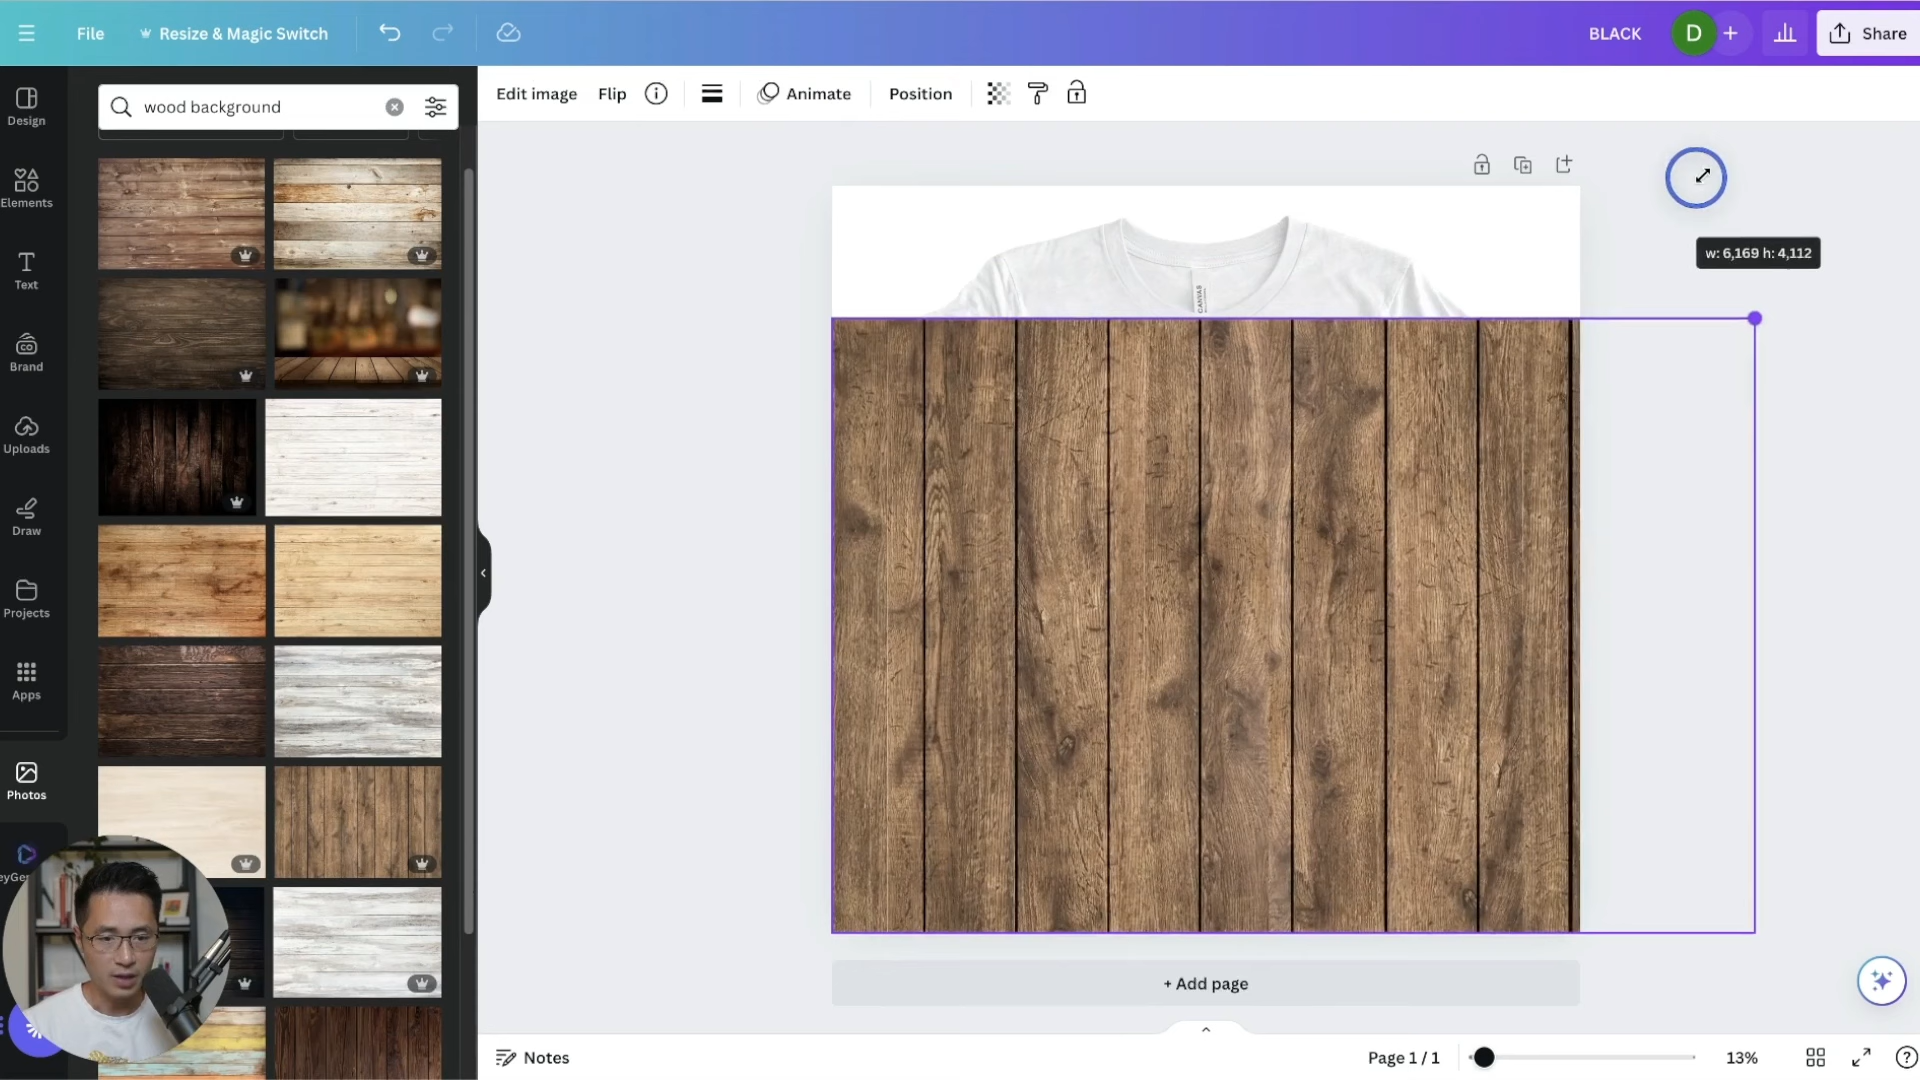 File
Resize & Magic Switch
BLACK
D
Share
Design
Elements
Text
Brand
Uploads
Draw
Projects
Apps
Photos
wood background
Edit image
Flip
Animate
Position
w: 6,169 h: 4,112
CANVAS
+ Add page
Notes
Page 1 / 1
13%